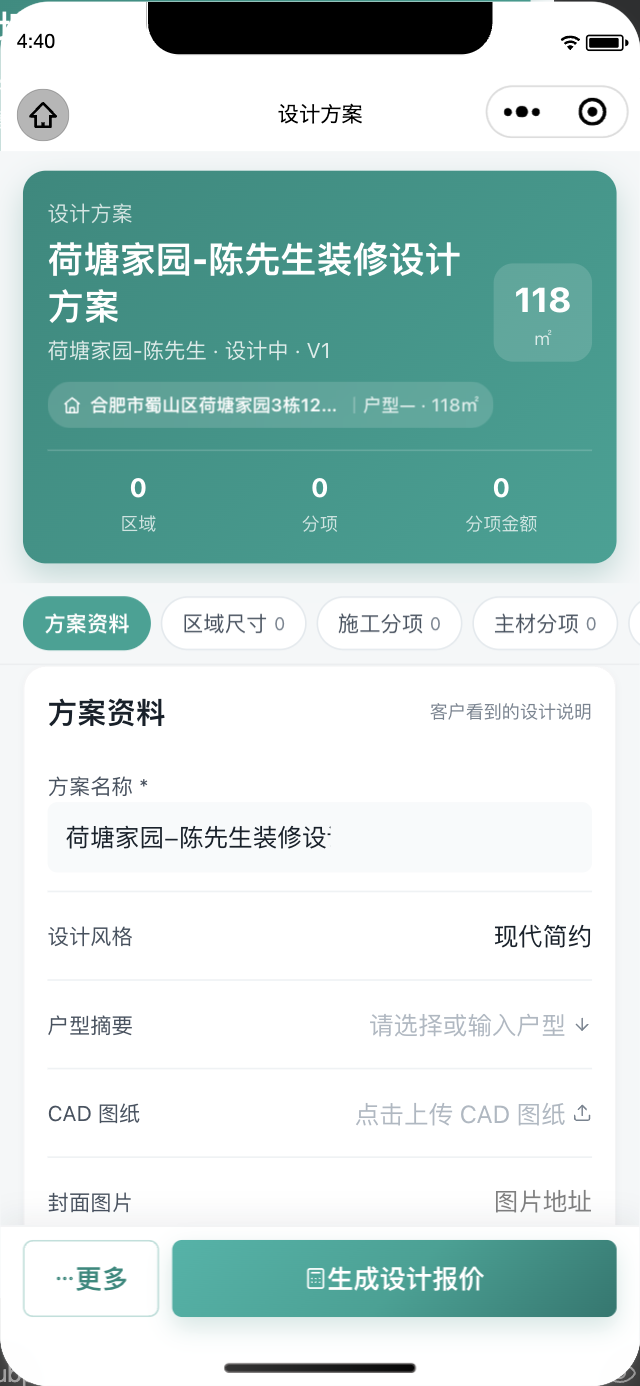 4:40
设计方案
设计方案
荷塘家园-陈先生装修设计
方案
118
㎡
荷塘家园-陈先生 · 设计中 · V1
合肥市蜀山区荷塘家园3栋12... | 户型— · 118㎡
0 0 0
区域 分项 分项金额
方案资料 区域尺寸 0 施工分项 0 主材分项 0
方案资料 客户看到的设计说明
方案名称 *
荷塘家园–陈先生装修设
设计风格 现代简约
户型摘要 请选择或输入户型
CAD 图纸 点击上传 CAD 图纸
封面图片 图片地址
···更多 生成设计报价